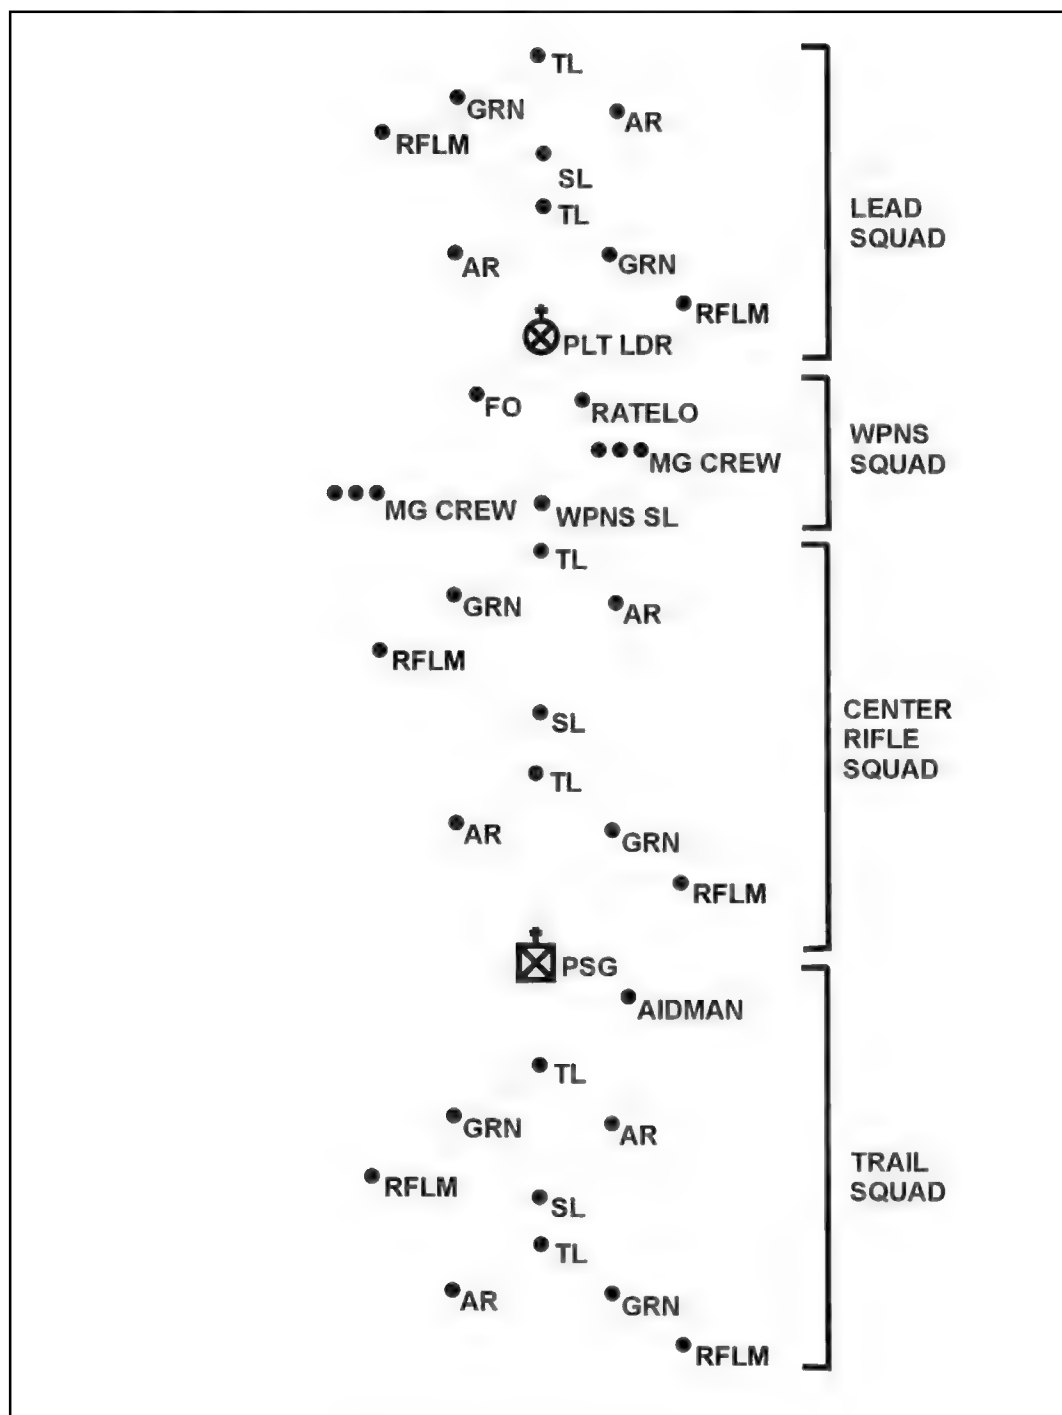 TL
GRN
AR
RFLM
SL
TL
LEAD
SQUAD
AR
GRN
RFLM
PLT LDR
FO
RATELO
WPNS
SQUAD
MG CREW
MG CREW
WPNS SL
TL
GRN
AR
RFLM
SL
CENTER
RIFLE
SQUAD
TL
AR
GRN
RFLM
PSG
AIDMAN
TL
GRN
AR
TRAIL
SQUAD
RFLM
SL
TL
AR
GRN
RFLM